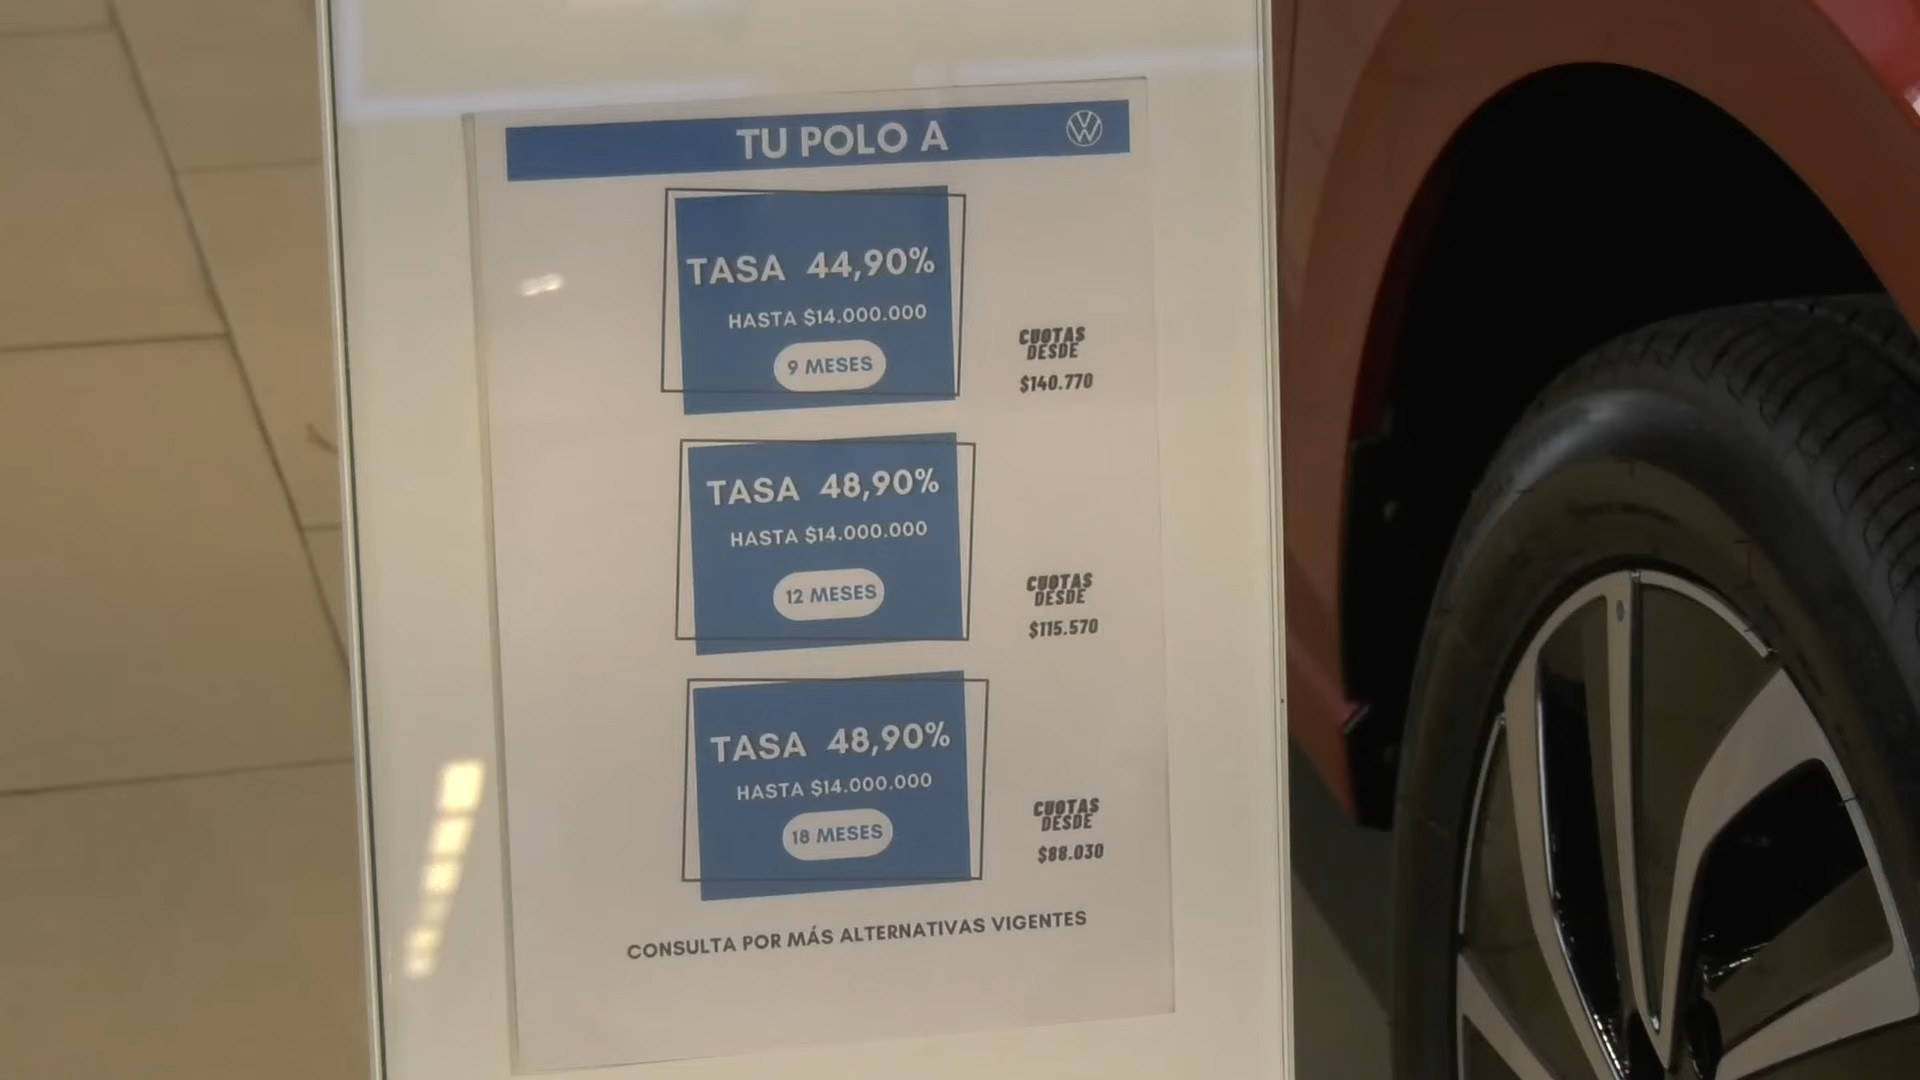 TU POLO A
TASA 44,90%
HASTA $14.000.000
9 MESES
CUOTAS
DESDE
$140.770
TASA 48,90%
HASTA $14.000.000
12 MESES
CUOTAS
DESDE
$115.570
TASA 48,90%
HASTA $14.000.000
18 MESES
CUOTAS
DESDE
$88.030
CONSULTA POR MÁS ALTERNATIVAS VIGENTES